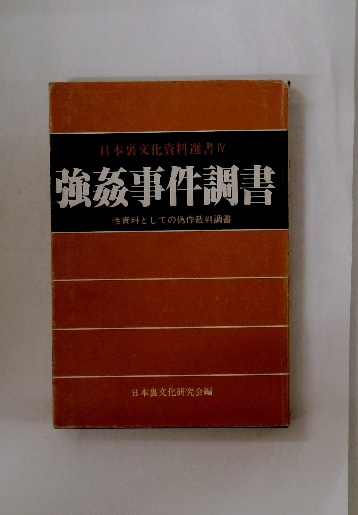 日本裏文化資料選書Ⅳ
強姦事件調書
性資料としての偽作裁判調書
日本裏文化研究会編